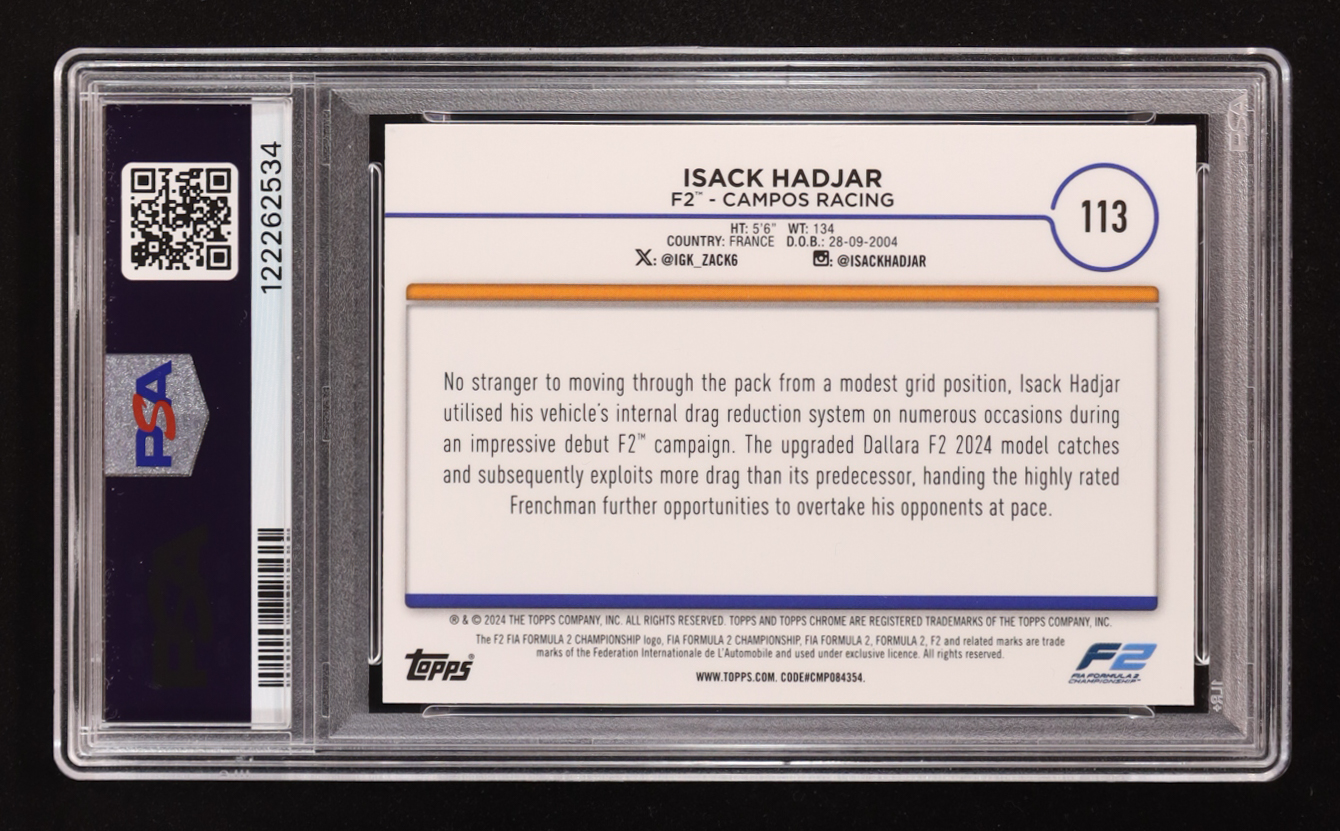 122262534
PSA
ISACK HADJAR
F2™ - CAMPOS RACING
113
HT: 5'6" WT: 134
COUNTRY: FRANCE D.O.B.: 28-09-2004
X: @IGK_ZACK6 : @ISACKHADJAR
No stranger to moving through the pack from a modest grid position, Isack Hadjar
utilised his vehicle's internal drag reduction system on numerous occasions during
an impressive debut F2™ campaign. The upgraded Dallara F2 2024 model catches
and subsequently exploits more drag than its predecessor, handing the highly rated
Frenchman further opportunities to overtake his opponents at pace.
® & © 2024 THE TOPPS COMPANY, INC. ALL RIGHTS RESERVED. TOPPS AND TOPPS CHROME ARE REGISTERED TRADEMARKS OF THE TOPPS COMPANY, INC.
The F2 FIA FORMULA 2 CHAMPIONSHIP logo, FIA FORMULA 2 CHAMPIONSHIP, FIA FORMULA 2, FORMULA 2, F2 and related marks are trade
marks of the Federation Internationale de L'Automobile and used under exclusive licence. All rights reserved.
WWW.TOPPS.COM. CODE#CMP084354.
topps®
F2
FIA FORMULA 2
CHAMPIONSHIP™
PSA